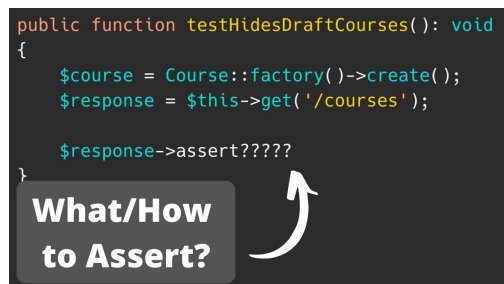 public function testHidesDraftCourses(): void
{
    $course = Course::factory()->create();
    $response = $this->get('/courses');
    $response->assert?????
}
What/How
to Assert?